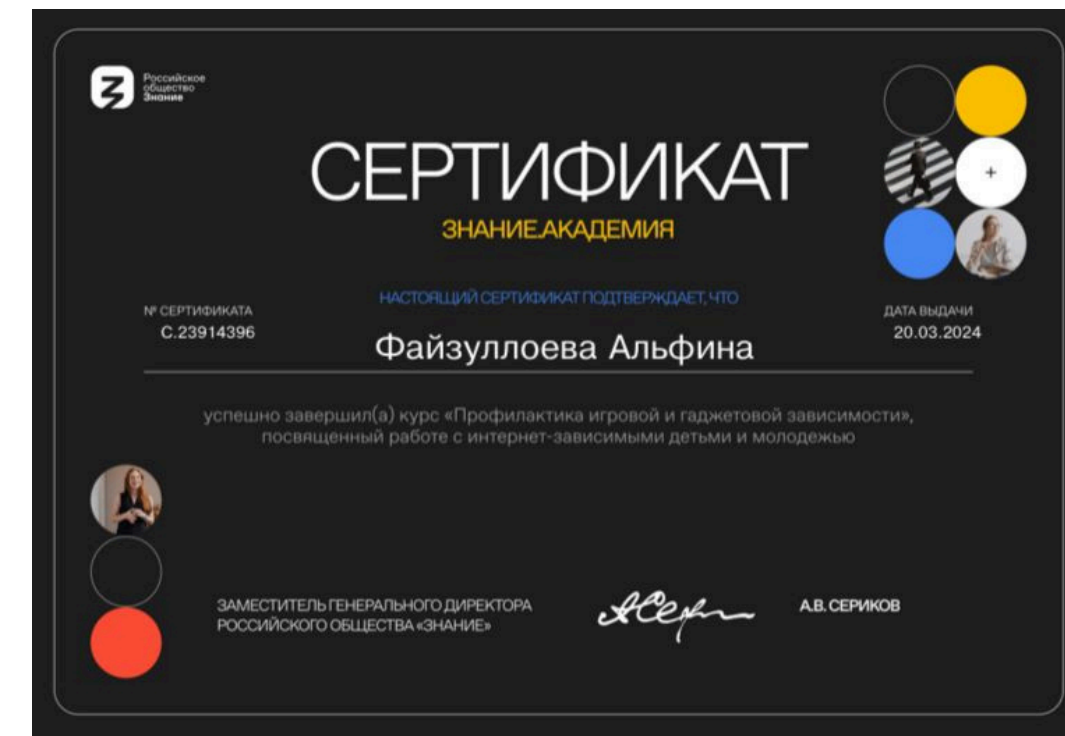 Российское
общество
Знание
СЕРТИФИКАТ
ЗНАНИЕ.АКАДЕМИЯ
НАСТОЯЩИЙ СЕРТИФИКАТ ПОДТВЕРЖДАЕТ, ЧТО
№ СЕРТИФИКАТА
С.23914396
ДАТА ВЫДАЧИ
20.03.2024
Файзуллоева Альфина
успешно завершил(а) курс «Профилактика игровой и гаджетовой зависимости»,
посвященный работе с интернет-зависимыми детьми и молодежью
ЗАМЕСТИТЕЛЬ ГЕНЕРАЛЬНОГО ДИРЕКТОРА
РОССИЙСКОГО ОБЩЕСТВА «ЗНАНИЕ»
А.В. СЕРИКОВ